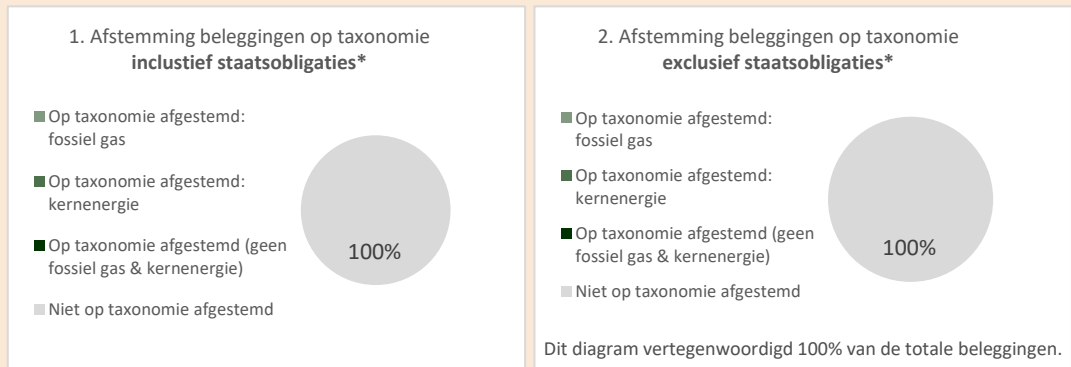 1. Afstemming beleggingen op taxonomie
inclustief staatsobligaties*
Op taxonomie afgestemd:
fossiel gas
Op taxonomie afgestemd:
kernenergie
Op taxonomie afgestemd (geen
fossiel gas & kernenergie)
Niet op taxonomie afgestemd
100%
2. Afstemming beleggingen op taxonomie
exclusief staatsobligaties*
Op taxonomie afgestemd:
fossiel gas
Op taxonomie afgestemd:
kernenergie
Op taxonomie afgestemd (geen
fossiel gas & kernenergie)
Niet op taxonomie afgestemd
100%
Dit diagram vertegenwoordigd 100% van de totale beleggingen.